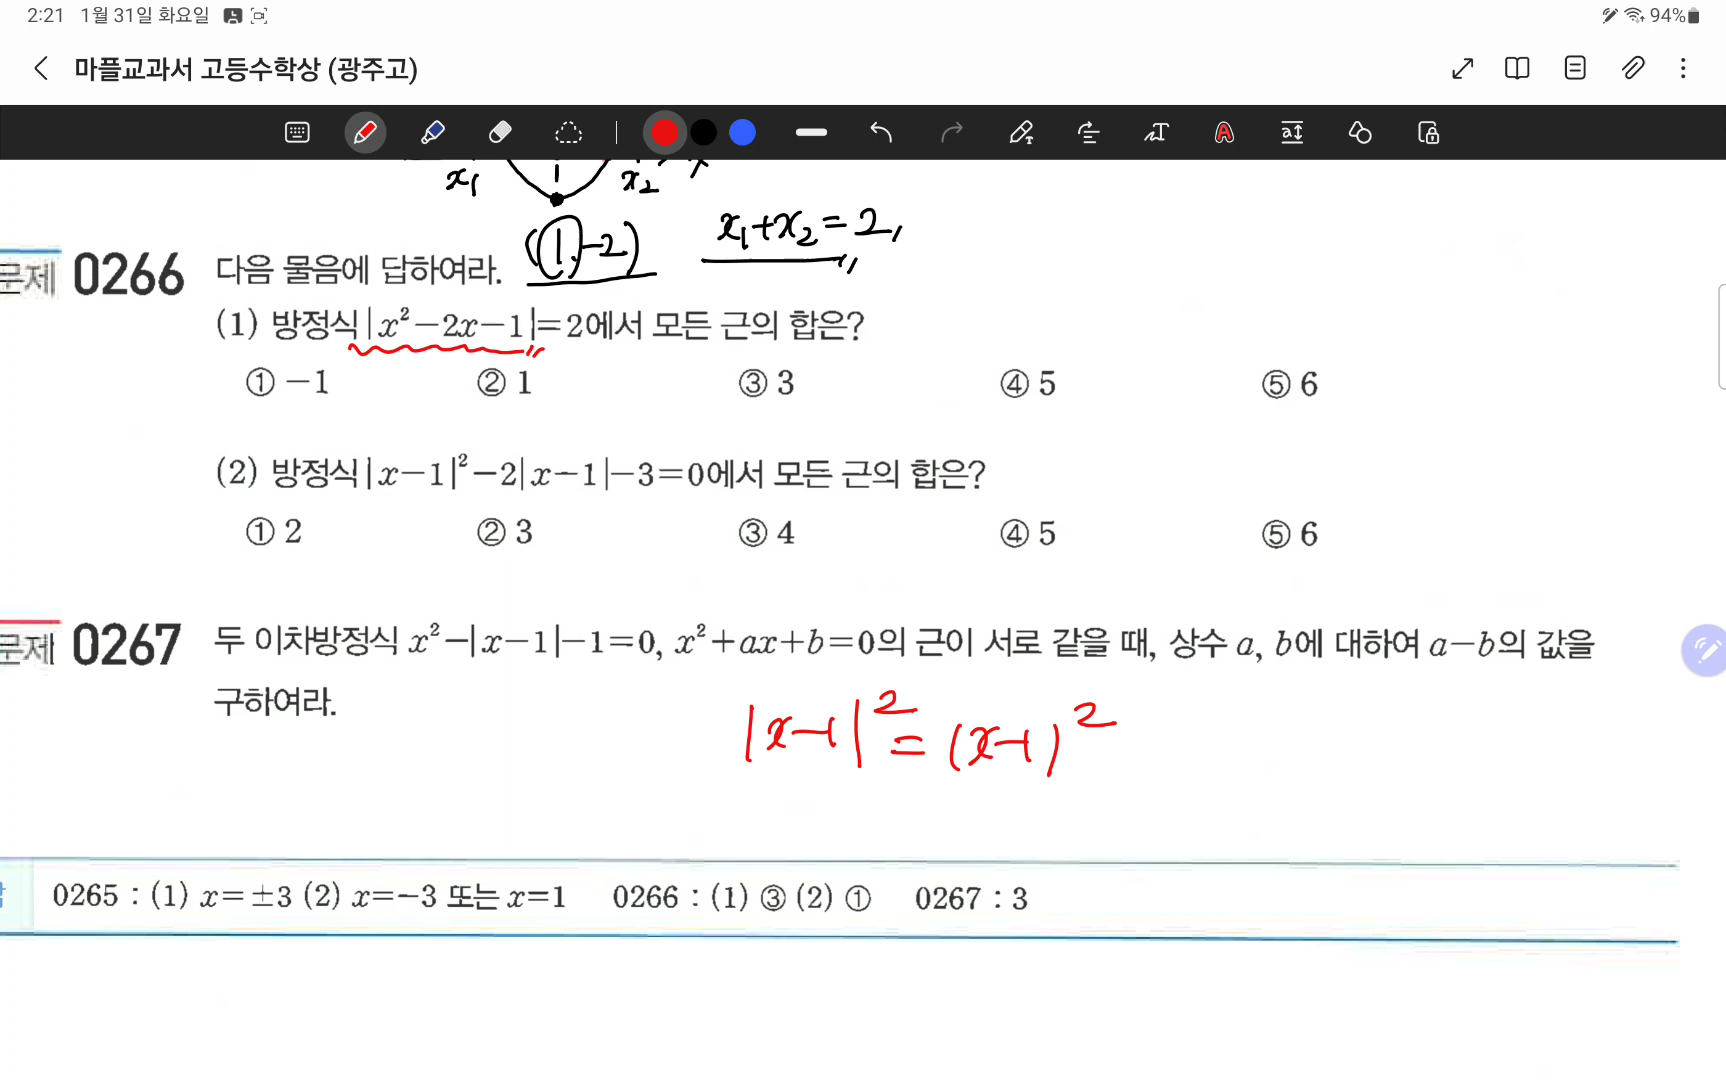 2:21 1월 31일 화요일 94%
마플교과서 고등수학상 (광주고)
x₁ x₂
(1,-2) x₁+x₂=2,
문제 0266 다음 물음에 답하여라.
(1) 방정식 |x²-2x-1|=2에서 모든 근의 합은?
① -1 ② 1 ③ 3 ④ 5 ⑤ 6
(2) 방정식 |x-1|²-2|x-1|-3=0에서 모든 근의 합은?
① 2 ② 3 ③ 4 ④ 5 ⑤ 6
문제 0267 두 이차방정식 x²-|x-1|-1=0, x²+ax+b=0의 근이 서로 같을 때, 상수 a, b에 대하여 a-b의 값을
구하여라.
|x-1|²=(x-1)²
0265 : (1) x=±3 (2) x=-3 또는 x=1 0266 : (1) ③ (2) ① 0267 : 3